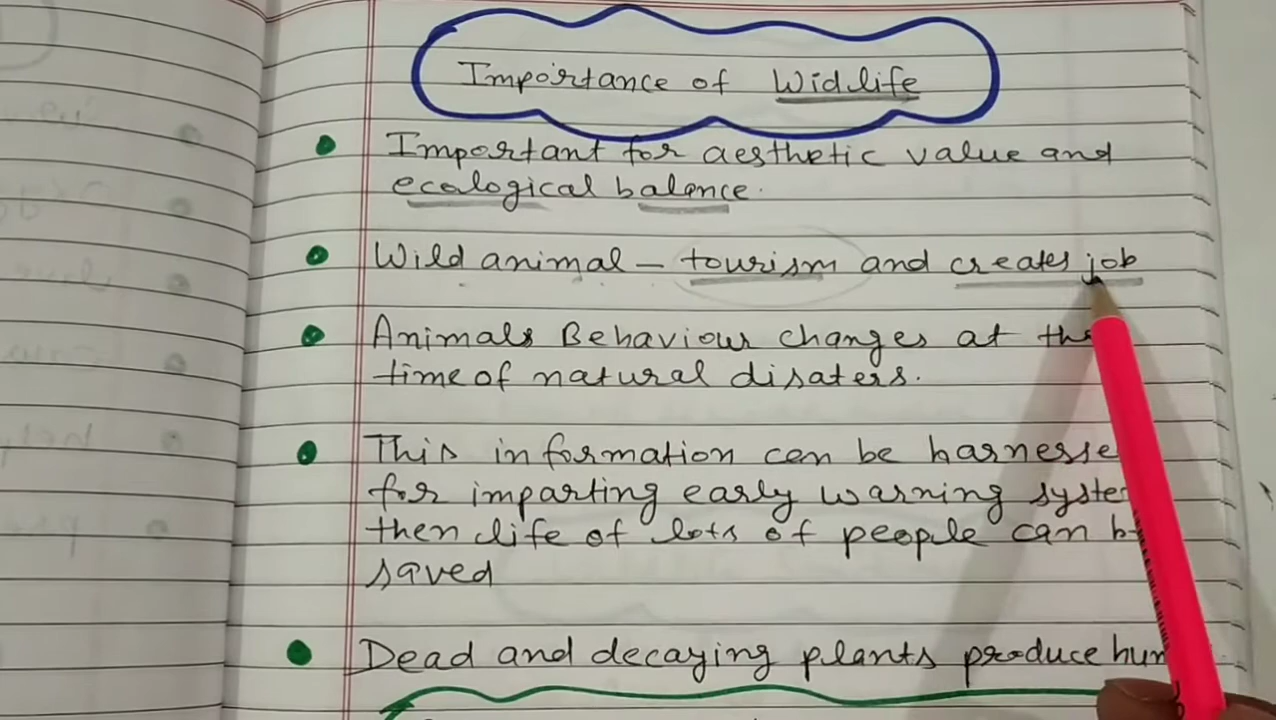 Importance of Widlife
Important for aesthetic value and
ecological balance.
Wild animal – tourism and creates job
Animals Behaviour changes at the
time of natural disaters.
This information can be harnesse
for imparting early warning syste
then life of lots of people can b
saved
Dead and decaying plants produce hum